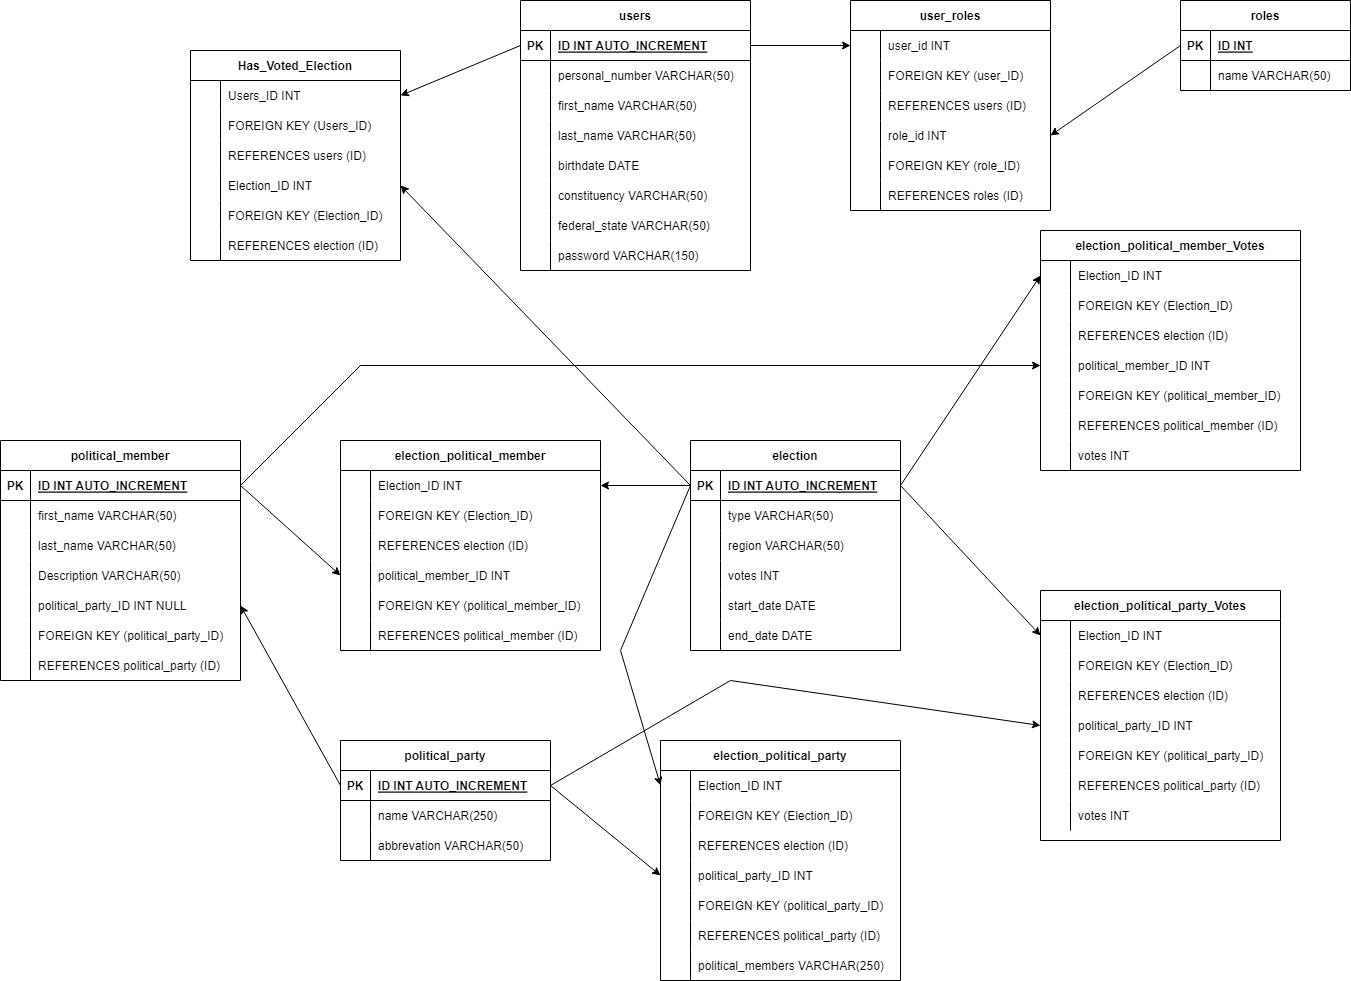 users
PK
ID INT AUTO_INCREMENT
personal_number VARCHAR(50)
first_name VARCHAR(50)
last_name VARCHAR(50)
birthdate DATE
constituency VARCHAR(50)
federal_state VARCHAR(50)
password VARCHAR(150)
user_roles
user_id INT
FOREIGN KEY (user_ID)
REFERENCES users (ID)
role_id INT
FOREIGN KEY (role_ID)
REFERENCES roles (ID)
roles
PK
ID INT
name VARCHAR(50)
Has_Voted_Election
Users_ID INT
FOREIGN KEY (Users_ID)
REFERENCES users (ID)
Election_ID INT
FOREIGN KEY (Election_ID)
REFERENCES election (ID)
election_political_member_Votes
Election_ID INT
FOREIGN KEY (Election_ID)
REFERENCES election (ID)
political_member_ID INT
FOREIGN KEY (political_member_ID)
REFERENCES political_member (ID)
votes INT
political_member
PK
ID INT AUTO_INCREMENT
first_name VARCHAR(50)
last_name VARCHAR(50)
Description VARCHAR(50)
political_party_ID INT NULL
FOREIGN KEY (political_party_ID)
REFERENCES political_party (ID)
election_political_member
Election_ID INT
FOREIGN KEY (Election_ID)
REFERENCES election (ID)
political_member_ID INT
FOREIGN KEY (political_member_ID)
REFERENCES political_member (ID)
election
PK
ID INT AUTO_INCREMENT
type VARCHAR(50)
region VARCHAR(50)
votes INT
start_date DATE
end_date DATE
election_political_party_Votes
Election_ID INT
FOREIGN KEY (Election_ID)
REFERENCES election (ID)
political_party_ID INT
FOREIGN KEY (political_party_ID)
REFERENCES political_party (ID)
votes INT
political_party
PK
ID INT AUTO_INCREMENT
name VARCHAR(250)
abbrevation VARCHAR(50)
election_political_party
Election_ID INT
FOREIGN KEY (Election_ID)
REFERENCES election (ID)
political_party_ID INT
FOREIGN KEY (political_party_ID)
REFERENCES political_party (ID)
political_members VARCHAR(250)